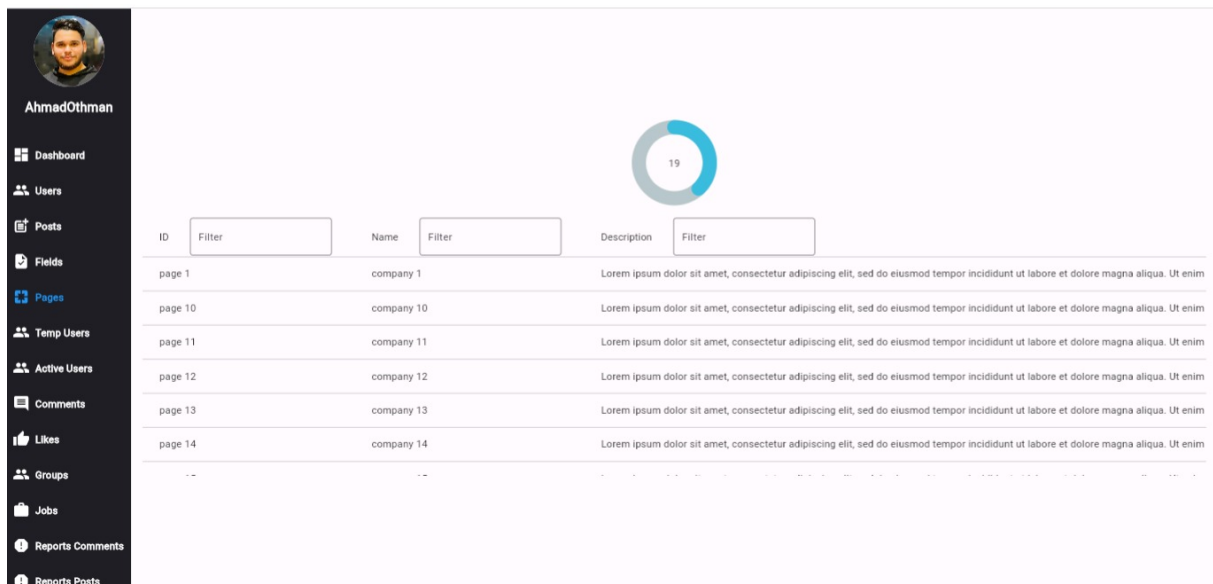 AhmadOthman
Dashboard
Users
Posts
Fields
Pages
Temp Users
Active Users
Comments
Likes
Groups
Jobs
Reports Comments
Reports Posts
19
ID Filter Name Filter Description Filter
page 1 company 1 Lorem ipsum dolor sit amet, consectetur adipiscing elit, sed do eiusmod tempor incididunt ut labore et dolore magna aliqua. Ut enim
page 10 company 10 Lorem ipsum dolor sit amet, consectetur adipiscing elit, sed do eiusmod tempor incididunt ut labore et dolore magna aliqua. Ut enim
page 11 company 11 Lorem ipsum dolor sit amet, consectetur adipiscing elit, sed do eiusmod tempor incididunt ut labore et dolore magna aliqua. Ut enim
page 12 company 12 Lorem ipsum dolor sit amet, consectetur adipiscing elit, sed do eiusmod tempor incididunt ut labore et dolore magna aliqua. Ut enim
page 13 company 13 Lorem ipsum dolor sit amet, consectetur adipiscing elit, sed do eiusmod tempor incididunt ut labore et dolore magna aliqua. Ut enim
page 14 company 14 Lorem ipsum dolor sit amet, consectetur adipiscing elit, sed do eiusmod tempor incididunt ut labore et dolore magna aliqua. Ut enim